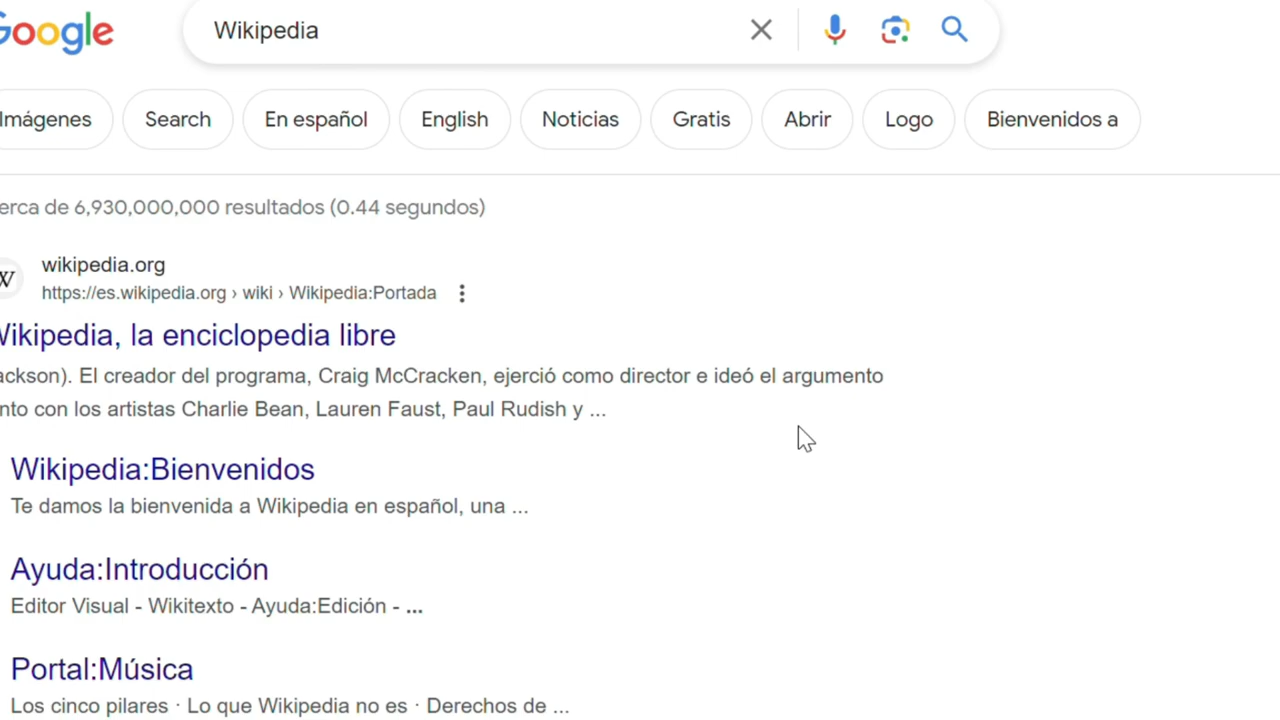 Google
Wikipedia
Imágenes Search En español English Noticias Gratis Abrir Logo Bienvenidos a
erca de 6,930,000,000 resultados (0.44 segundos)
W
wikipedia.org
https://es.wikipedia.org › wiki › Wikipedia:Portada
Wikipedia, la enciclopedia libre
ackson). El creador del programa, Craig McCracken, ejerció como director e ideó el argumento
nto con los artistas Charlie Bean, Lauren Faust, Paul Rudish y ...
Wikipedia:Bienvenidos
Te damos la bienvenida a Wikipedia en español, una ...
Ayuda:Introducción
Editor Visual - Wikitexto - Ayuda:Edición - ...
Portal:Música
Los cinco pilares · Lo que Wikipedia no es · Derechos de ...